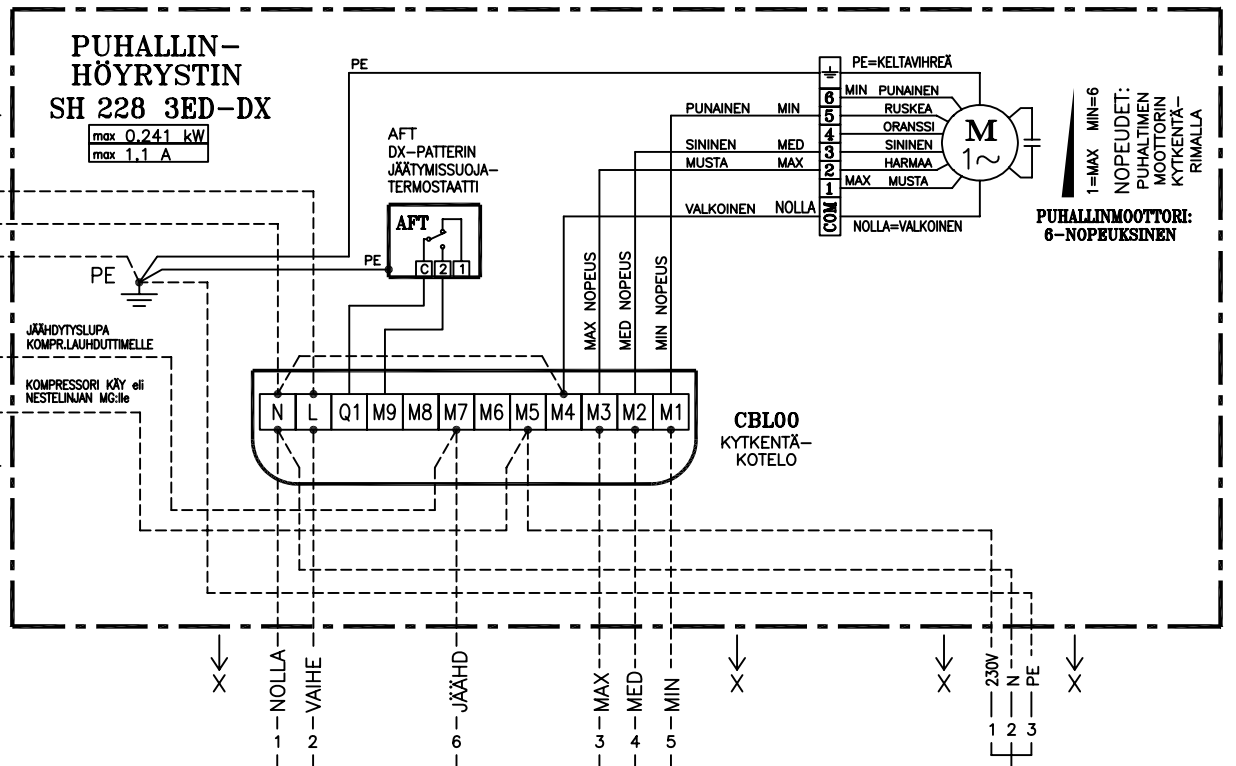 PUHALLIN-
HÖYRYSTIN
SH 228 3ED-DX
max 0.241 kW
max 1.1 A
PE
PE=KELTAVIHREÄ
6 MIN PUNAINEN
PUNAINEN MIN 5 RUSKEA
4 ORANSSI
SININEN MED 3 SININEN
MUSTA MAX 2 HARMAA
1 MAX MUSTA
VALKOINEN NOLLA COM
NOLLA=VALKOINEN
M
1~
1=MAX MIN=6
NOPEUDET:
PUHALTIMEN
MOOTTORIN
KYTKENTÄ-
RIMALLA
PUHALLINMOOTTORI:
6-NOPEUKSINEN
AFT
DX-PATTERIN
JÄÄTYMISSUOJA-
TERMOSTAATTI
AFT
C 2 1
PE
PE
MAX NOPEUS
MED NOPEUS
MIN NOPEUS
JÄÄHDYTYSLUPA
KOMPR.LAUHDUTTIMELLE
KOMPRESSORI KÄY eli
NESTELINJAN MG:lle
N L Q1 M9 M8 M7 M6 M5 M4 M3 M2 M1
CBL00
KYTKENTÄ-
KOTELO
X X X X
NOLLA
VAIHE
JÄÄHD
MAX
MED
MIN
230V
N
PE
1 2 6 3 4 5 1 2 3